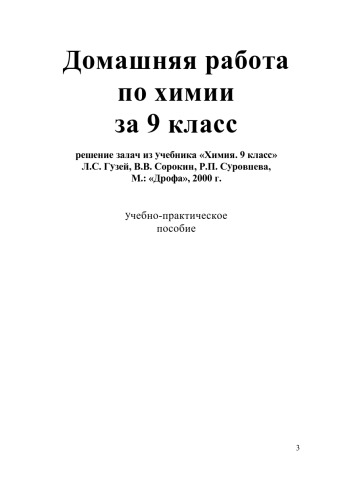 Домашняя работа
по химии
за 9 класс
решение задач из учебника «Химия. 9 класс»
Л.С. Гузей, В.В. Сорокин, Р.П. Суровцева,
М.: «Дрофа», 2000 г.
Учебно-практическое
пособие
3